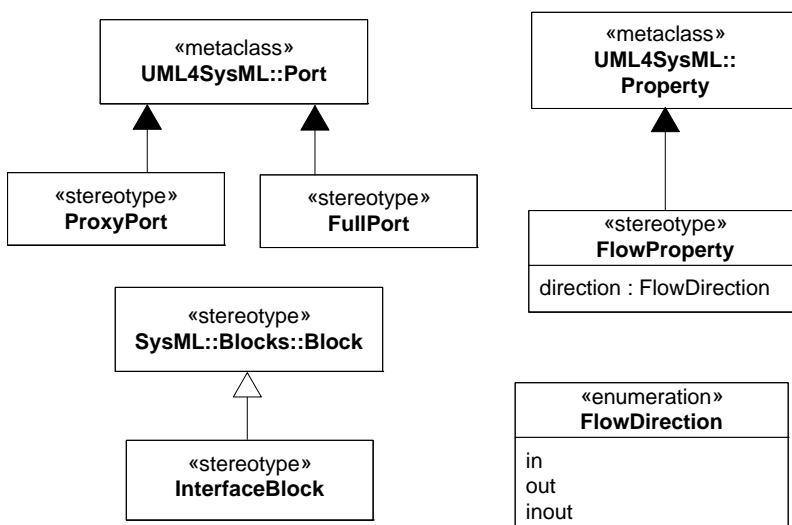 «metaclass»
UML4SysML::Port
«metaclass»
UML4SysML::
Property
«stereotype»
ProxyPort
«stereotype»
FullPort
«stereotype»
FlowProperty
direction : FlowDirection
«stereotype»
SysML::Blocks::Block
«stereotype»
InterfaceBlock
«enumeration»
FlowDirection
in
out
inout